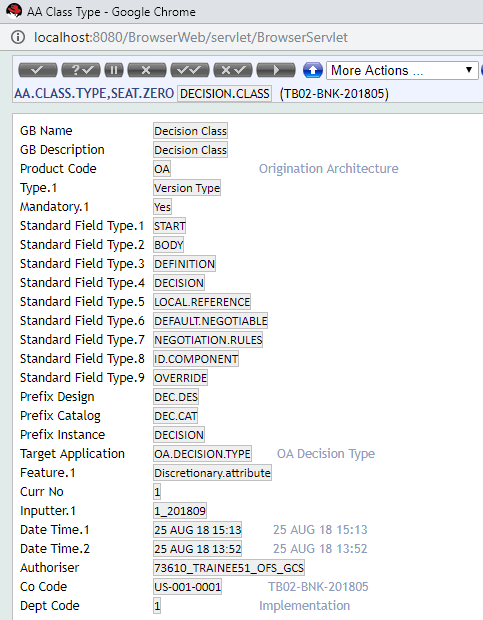 AA Class Type - Google Chrome
localhost:8080/BrowserWeb/servlet/BrowserServlet
More Actions ...
AA.CLASS.TYPE,SEAT.ZERO DECISION.CLASS (TB02-BNK-201805)
GB Name Decision Class
GB Description Decision Class
Product Code OA Origination Architecture
Type.1 Version Type
Mandatory.1 Yes
Standard Field Type.1 START
Standard Field Type.2 BODY
Standard Field Type.3 DEFINITION
Standard Field Type.4 DECISION
Standard Field Type.5 LOCAL.REFERENCE
Standard Field Type.6 DEFAULT.NEGOTIABLE
Standard Field Type.7 NEGOTIATION.RULES
Standard Field Type.8 ID.COMPONENT
Standard Field Type.9 OVERRIDE
Prefix Design DEC.DES
Prefix Catalog DEC.CAT
Prefix Instance DECISION
Target Application OA.DECISION.TYPE OA Decision Type
Feature.1 Discretionary.attribute
Curr No 1
Inputter.1 1_201809
Date Time.1 25 AUG 18 15:13 25 AUG 18 15:13
Date Time.2 25 AUG 18 13:52 25 AUG 18 13:52
Authoriser 73610_TRAINEE51_OFS_GCS
Co Code US-001-0001 TB02-BNK-201805
Dept Code 1 Implementation